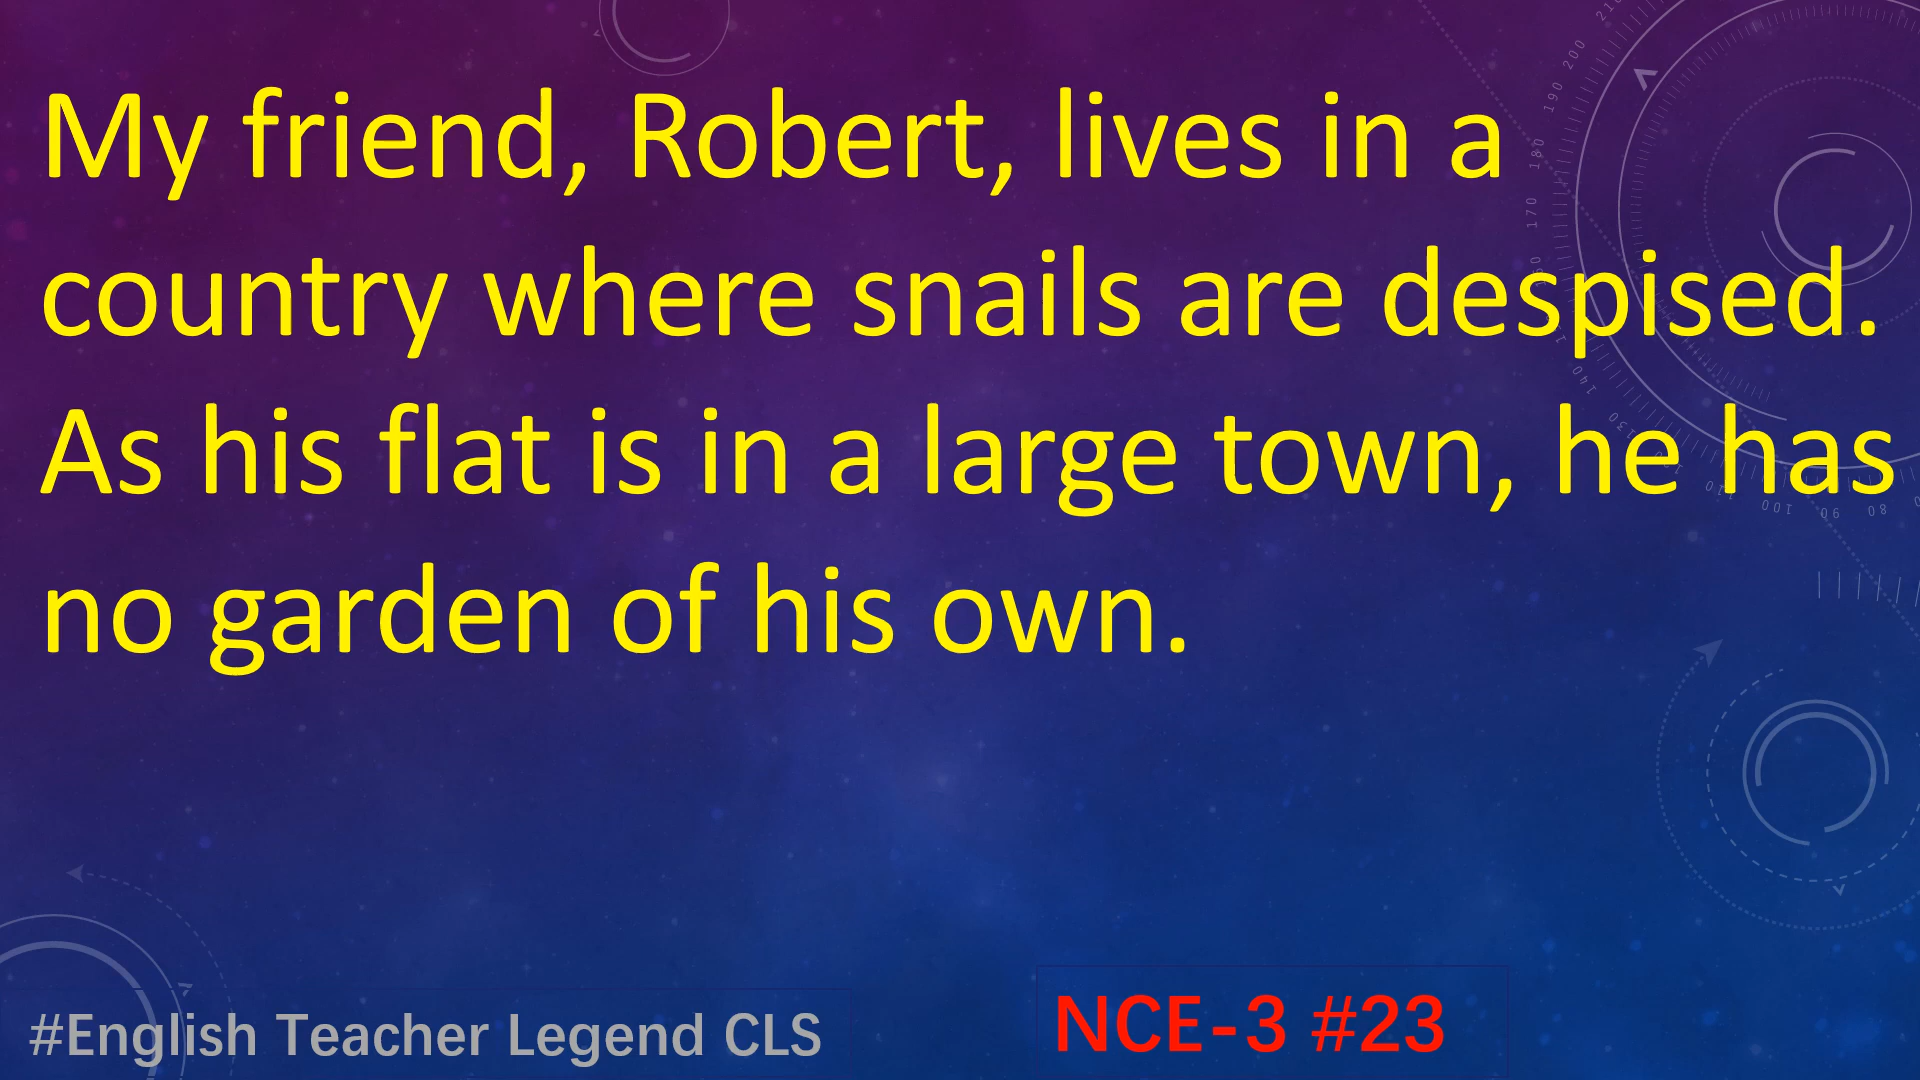 My friend, Robert, lives in a
country where snails are despised.
As his flat is in a large town, he has
no garden of his own.
#English Teacher Legend CLS
NCE-3 #23